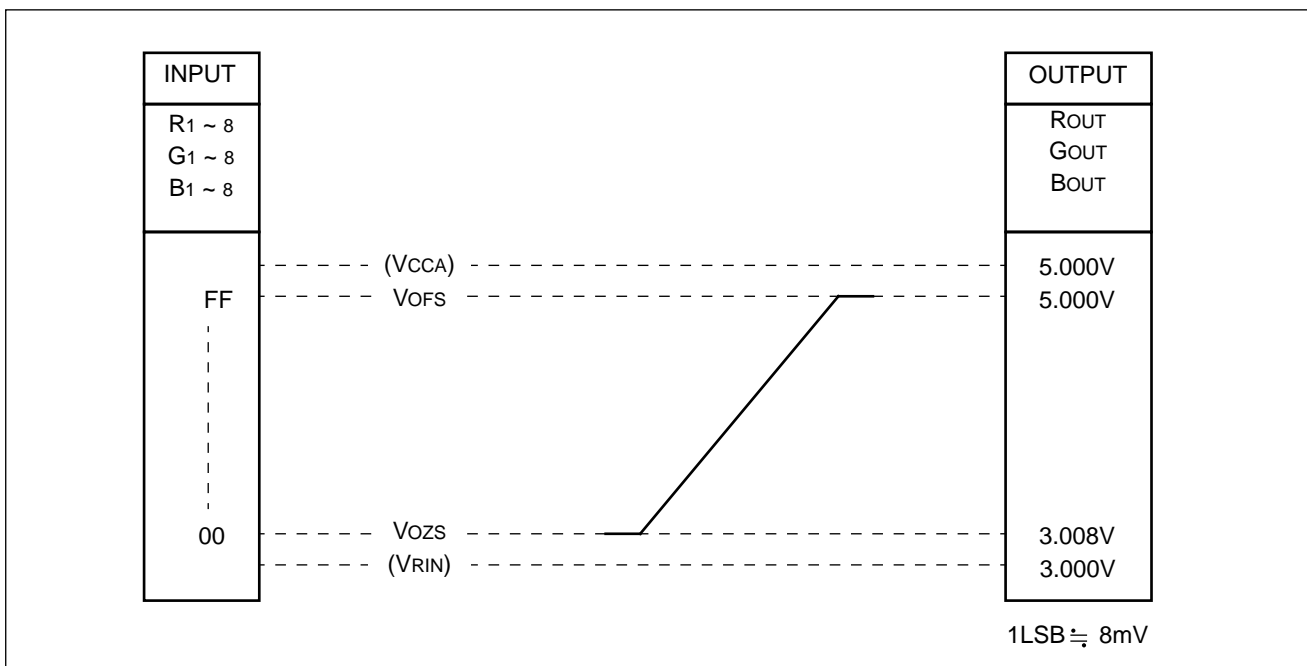 INPUT
R1 ~ 8
G1 ~ 8
B1 ~ 8
OUTPUT
ROUT
GOUT
BOUT
(VCCA)
5.000V
FF
VOFS
5.000V
00
VOZS
3.008V
(VRIN)
3.000V
1LSB ≒ 8mV